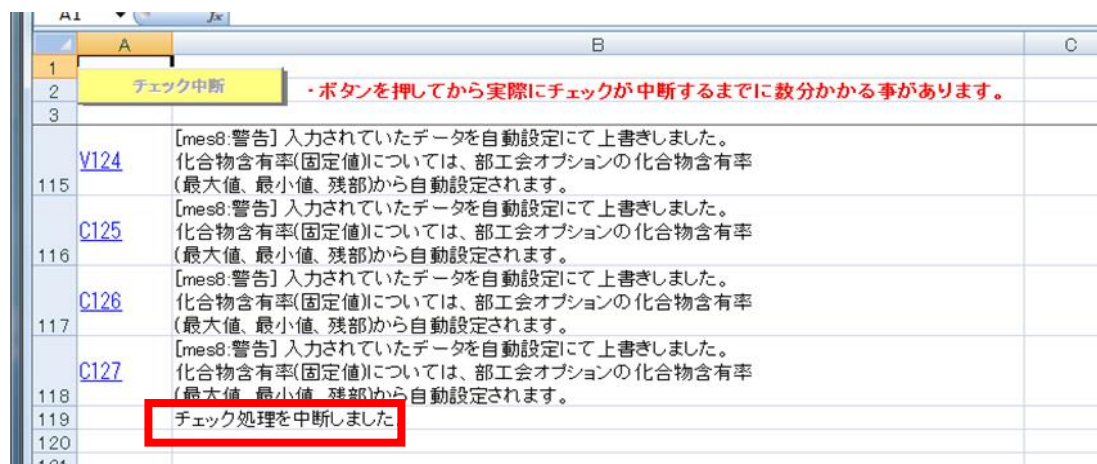 A1 fx
A B C
1
2 チェック中断 ・ボタンを押してから実際にチェックが中断するまでに数分かかる事があります。
3
[mes8:警告] 入力されていたデータを自動設定にて上書きしました。
V124 化合物含有率(固定値)については、部工会オプションの化合物含有率
115 (最大値、最小値、残部)から自動設定されます。
[mes8:警告] 入力されていたデータを自動設定にて上書きしました。
C125 化合物含有率(固定値)については、部工会オプションの化合物含有率
116 (最大値、最小値、残部)から自動設定されます。
[mes8:警告] 入力されていたデータを自動設定にて上書きしました。
C126 化合物含有率(固定値)については、部工会オプションの化合物含有率
117 (最大値、最小値、残部)から自動設定されます。
[mes8:警告] 入力されていたデータを自動設定にて上書きしました。
C127 化合物含有率(固定値)については、部工会オプションの化合物含有率
118 (最大値、最小値、残部)から自動設定されます。
119 チェック処理を中断しました
120